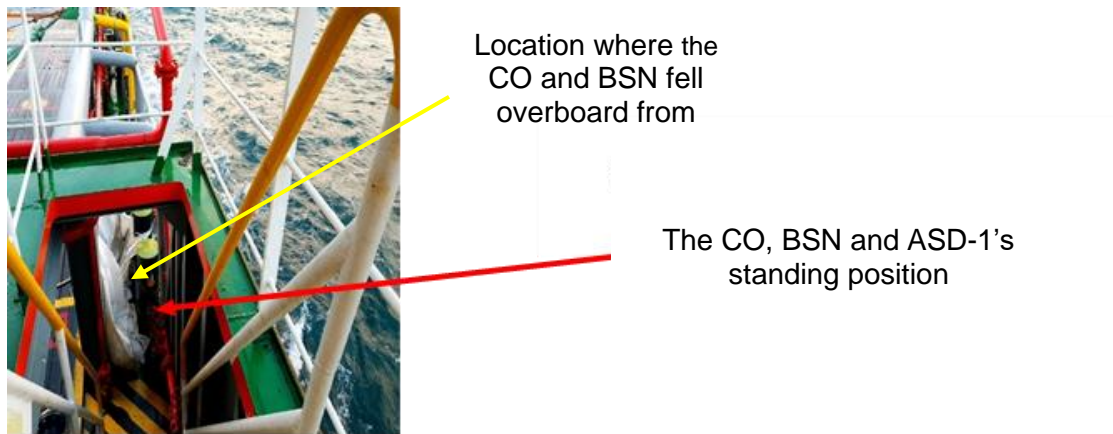 Location where the
CO and BSN fell
overboard from
The CO, BSN and ASD-1’s
standing position